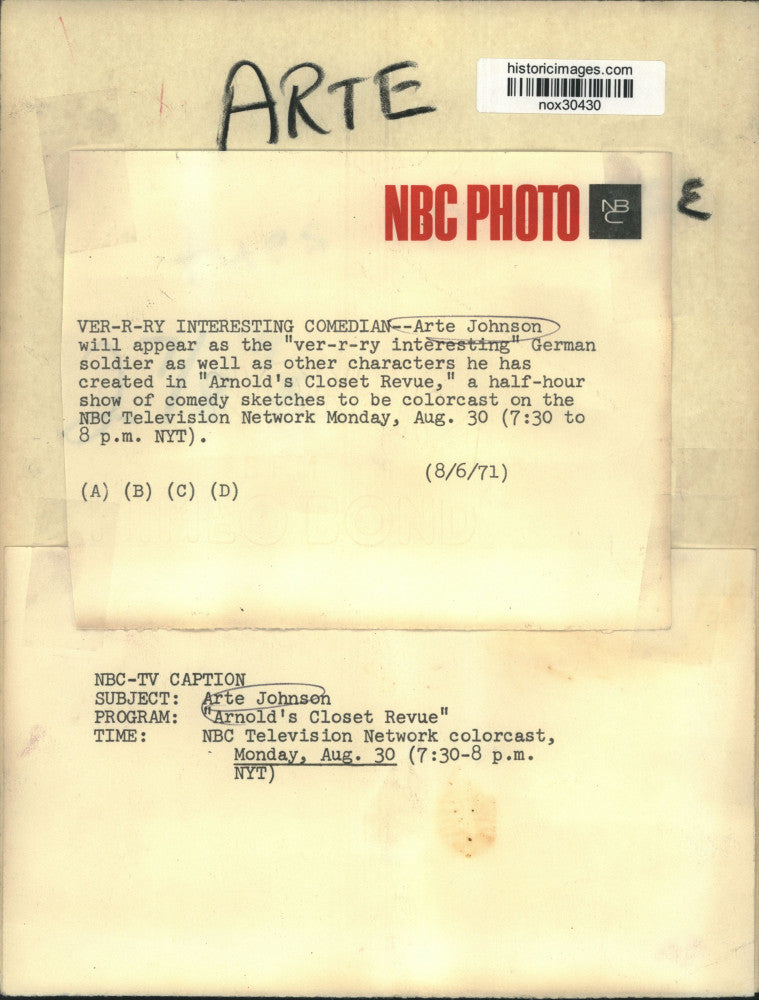 ARTE
historicimages.com
nox30430
NBC PHOTO
NBC
E
VER-R-RY INTERESTING COMEDIAN--Arte Johnson
will appear as the "ver-r-ry interesting" German
soldier as well as other characters he has
created in "Arnold's Closet Revue," a half-hour
show of comedy sketches to be colorcast on the
NBC Television Network Monday, Aug. 30 (7:30 to
8 p.m. NYT).
(8/6/71)
(A) (B) (C) (D)
NBC-TV CAPTION
SUBJECT: Arte Johnson
PROGRAM: "Arnold's Closet Revue"
TIME: NBC Television Network colorcast,
Monday, Aug. 30 (7:30-8 p.m.
NYT)